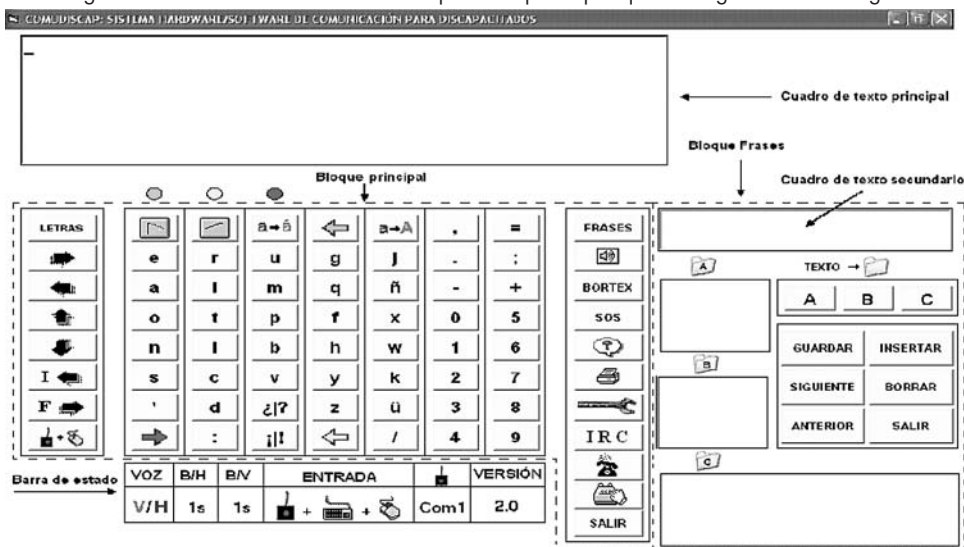 COMUDISCAP: SISTEMA HARDWARE/SOFTWARE DE COMUNICACIÓN PARA DISCAPACITADOS
Cuadro de texto principal
Bloque Frases
Bloque principal
Cuadro de texto secundario
LETRAS a→á a→A . = FRASES
e r u g j . : A TEXTO →
a l m q ñ - + BORTEX A B C
o t p f x 0 5 SOS
n I b h w 1 6 GUARDAR INSERTAR
B
I s c v y k 2 7 SIGUIENTE BORRAR
F ' d ¿|? z ü 3 8
ANTERIOR SALIR
+ : ¡|! / 4 9 IRC
C
Barra de estado
VOZ B/H B/V ENTRADA VERSIÓN
V/H 1s 1s + + Com1 2.0
SALIR